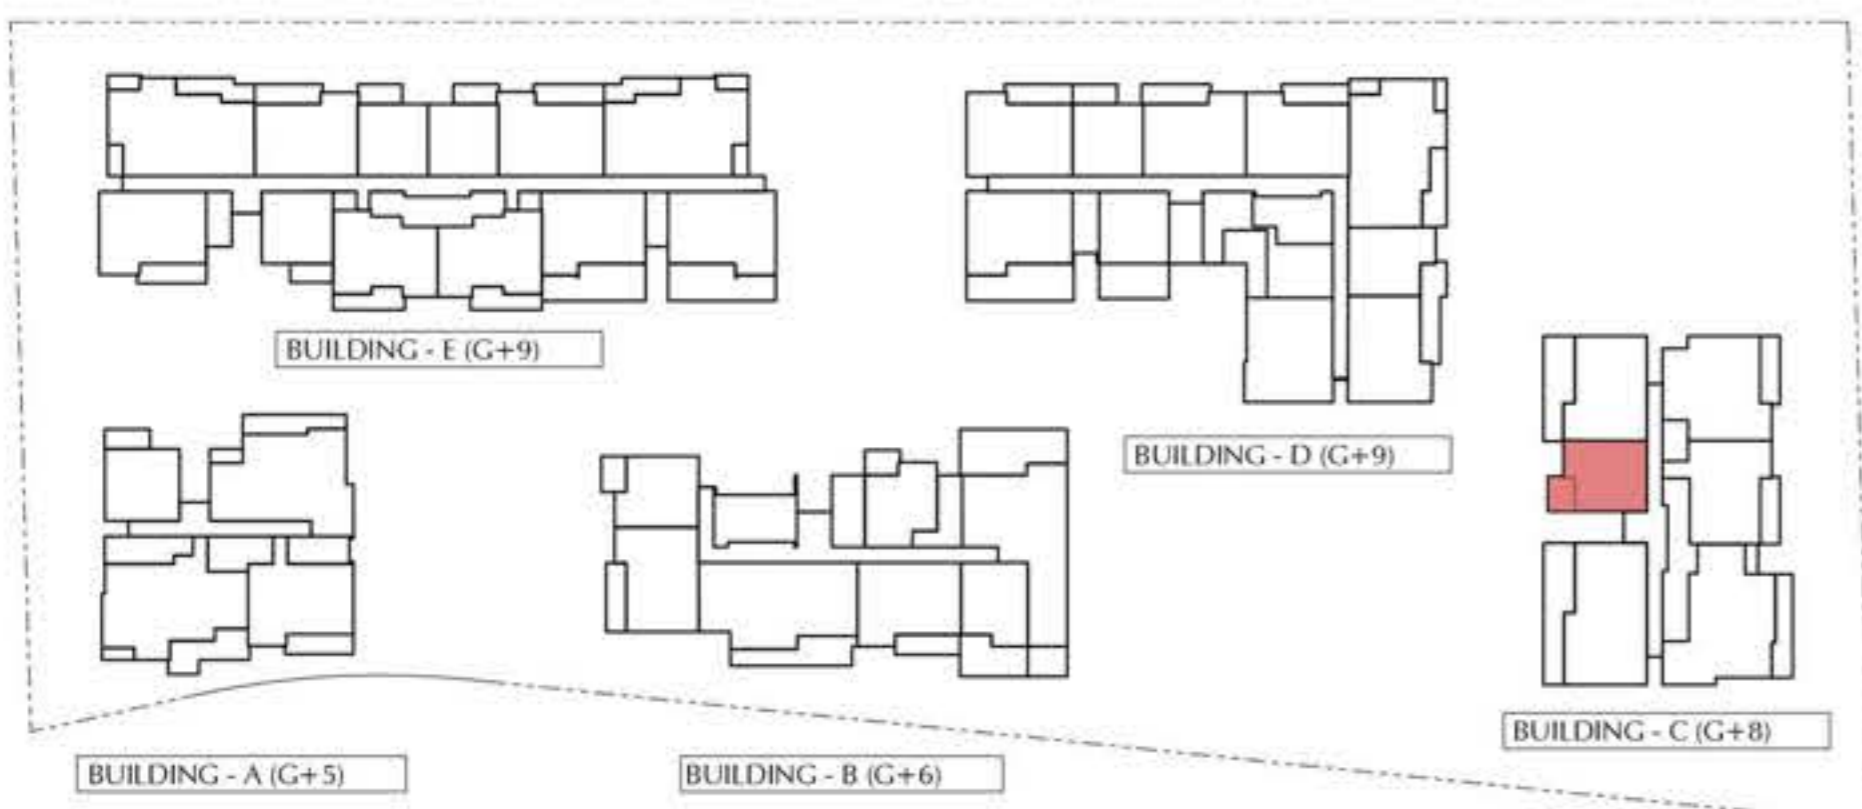 BUILDING - E (G+9)
BUILDING - D (G+9)
BUILDING - C (G+8)
BUILDING - A (G+5)
BUILDING - B (G+6)